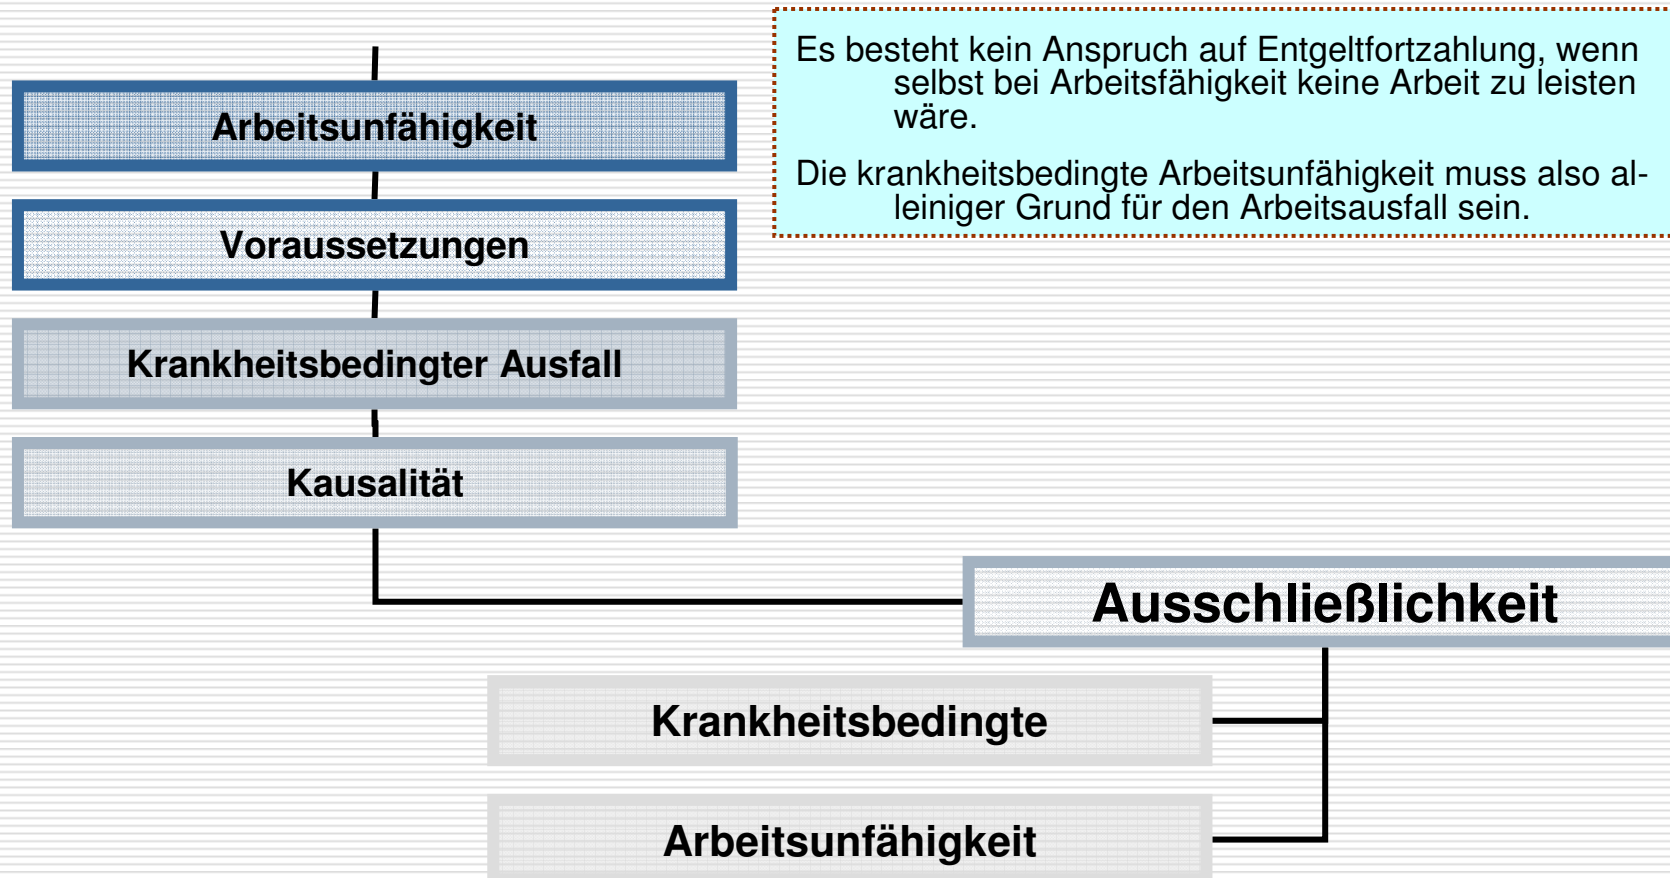 Es besteht kein Anspruch auf Entgeltfortzahlung, wenn
selbst bei Arbeitsfähigkeit keine Arbeit zu leisten
wäre.
Die krankheitsbedingte Arbeitsunfähigkeit muss also al-
leiniger Grund für den Arbeitsausfall sein.
Arbeitsunfähigkeit
Voraussetzungen
Krankheitsbedingter Ausfall
Kausalität
Ausschließlichkeit
Krankheitsbedingte
Arbeitsunfähigkeit